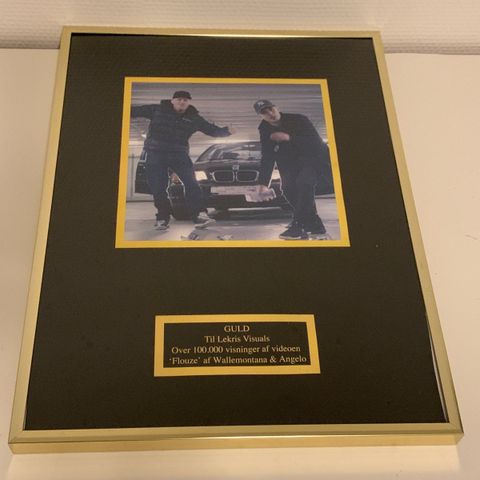 GULD
Til Lekris Visuals
Over 100.000 visninger af videoen
'Flouze' af Wallemontana & Angelo